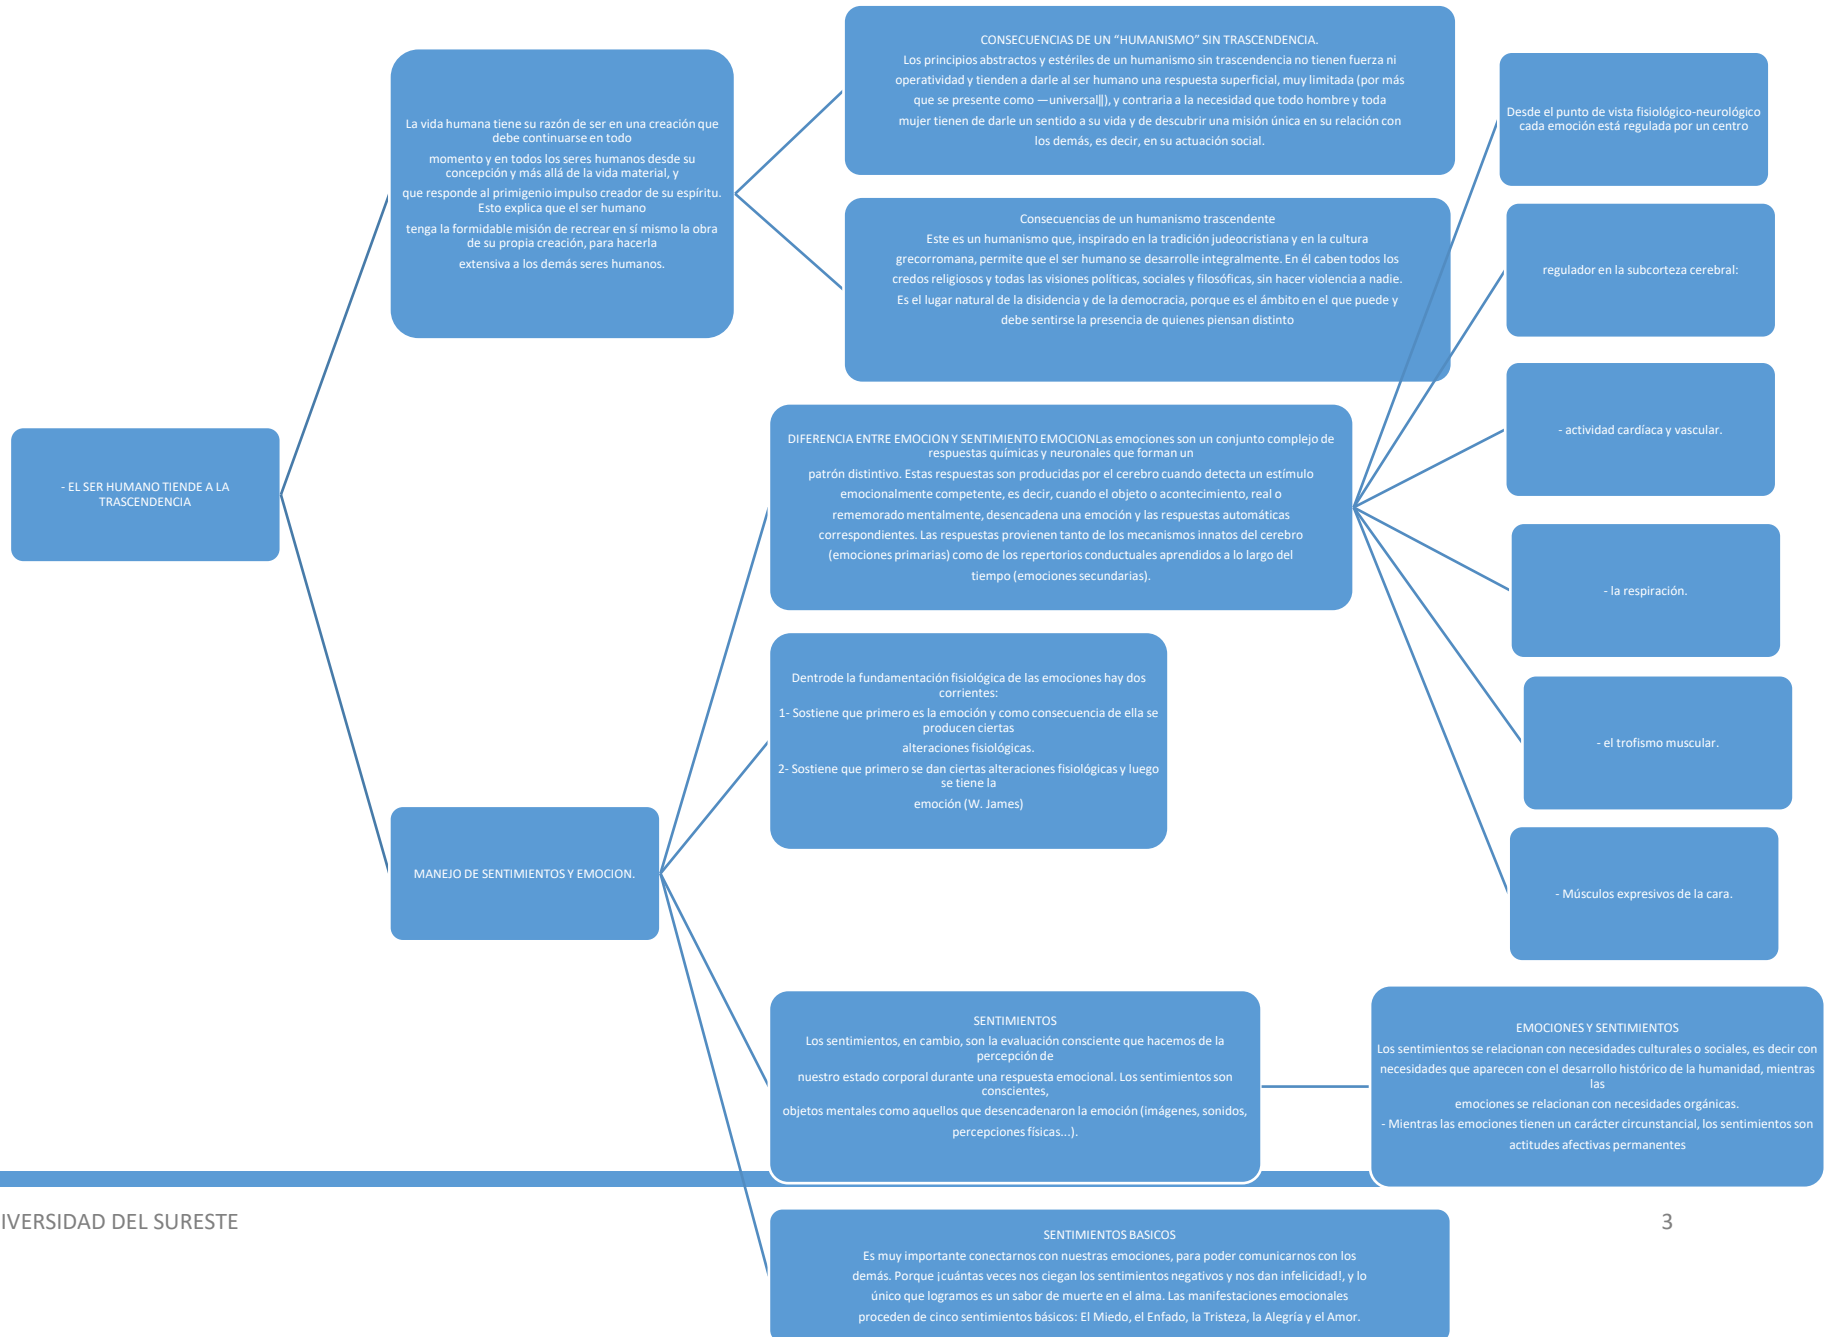 - EL SER HUMANO TIENDE A LA
TRASCENDENCIA
La vida humana tiene su razón de ser en una creación que
debe continuarse en todo
momento y en todos los seres humanos desde su
concepción y más allá de la vida material, y
que responde al primigenio impulso creador de su espíritu.
Esto explica que el ser humano
tenga la formidable misión de recrear en sí mismo la obra
de su propia creación, para hacerla
extensiva a los demás seres humanos.
CONSECUENCIAS DE UN “HUMANISMO” SIN TRASCENDENCIA.
Los principios abstractos y estériles de un humanismo sin trascendencia no tienen fuerza ni
operatividad y tienden a darle al ser humano una respuesta superficial, muy limitada (por más
que se presente como ―universal‖), y contraria a la necesidad que todo hombre y toda
mujer tienen de darle un sentido a su vida y de descubrir una misión única en su relación con
los demás, es decir, en su actuación social.
Consecuencias de un humanismo trascendente
Este es un humanismo que, inspirado en la tradición judeocristiana y en la cultura
grecorromana, permite que el ser humano se desarrolle integralmente. En él caben todos los
credos religiosos y todas las visiones políticas, sociales y filosóficas, sin hacer violencia a nadie.
Es el lugar natural de la disidencia y de la democracia, porque es el ámbito en el que puede y
debe sentirse la presencia de quienes piensan distinto
MANEJO DE SENTIMIENTOS Y EMOCION.
DIFERENCIA ENTRE EMOCION Y SENTIMIENTO EMOCIONLas emociones son un conjunto complejo de
respuestas químicas y neuronales que forman un
patrón distintivo. Estas respuestas son producidas por el cerebro cuando detecta un estímulo
emocionalmente competente, es decir, cuando el objeto o acontecimiento, real o
rememorado mentalmente, desencadena una emoción y las respuestas automáticas
correspondientes. Las respuestas provienen tanto de los mecanismos innatos del cerebro
(emociones primarias) como de los repertorios conductuales aprendidos a lo largo del
tiempo (emociones secundarias).
Desde el punto de vista fisiológico-neurológico
cada emoción está regulada por un centro
regulador en la subcorteza cerebral:
- actividad cardíaca y vascular.
- la respiración.
- el trofismo muscular.
- Músculos expresivos de la cara.
Dentrode la fundamentación fisiológica de las emociones hay dos
corrientes:
1- Sostiene que primero es la emoción y como consecuencia de ella se
producen ciertas
alteraciones fisiológicas.
2- Sostiene que primero se dan ciertas alteraciones fisiológicas y luego
se tiene la
emoción (W. James)
SENTIMIENTOS
Los sentimientos, en cambio, son la evaluación consciente que hacemos de la
percepción de
nuestro estado corporal durante una respuesta emocional. Los sentimientos son
conscientes,
objetos mentales como aquellos que desencadenaron la emoción (imágenes, sonidos,
percepciones físicas...).
EMOCIONES Y SENTIMIENTOS
Los sentimientos se relacionan con necesidades culturales o sociales, es decir con
necesidades que aparecen con el desarrollo histórico de la humanidad, mientras
las
emociones se relacionan con necesidades orgánicas.
- Mientras las emociones tienen un carácter circunstancial, los sentimientos son
actitudes afectivas permanentes
SENTIMIENTOS BASICOS
Es muy importante conectarnos con nuestras emociones, para poder comunicarnos con los
demás. Porque ¡cuántas veces nos ciegan los sentimientos negativos y nos dan infelicidad!, y lo
único que logramos es un sabor de muerte en el alma. Las manifestaciones emocionales
proceden de cinco sentimientos básicos: El Miedo, el Enfado, la Tristeza, la Alegría y el Amor.
IVERSIDAD DEL SURESTE
3